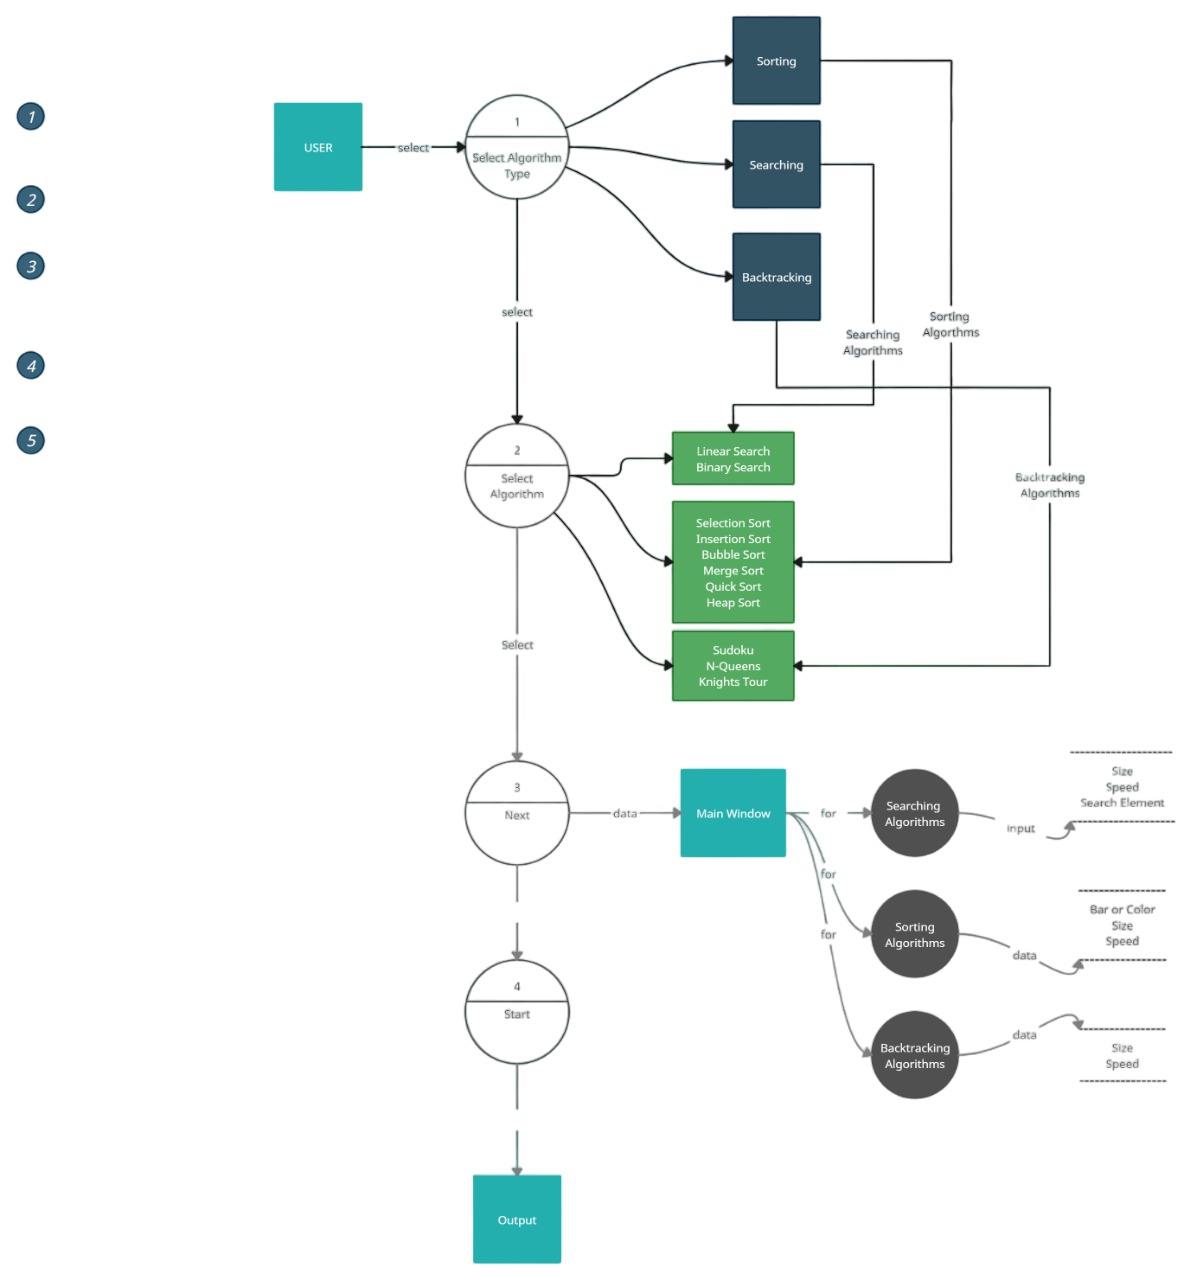 1
2
3
4
5
USER
select
1
Select Algorithm
Type
Sorting
Searching
Backtracking
select
Searching
Algorithms
Sorting
Algorthms
Backtracking
Algorithms
2
Select
Algorithm
Linear Search
Binary Search
Selection Sort
Insertion Sort
Bubble Sort
Merge Sort
Quick Sort
Heap Sort
Sudoku
N-Queens
Knights Tour
Select
3
Next
data
Main Window
for
for
for
Searching
Algorithms
input
Size
Speed
Search Element
Sorting
Algorithms
data
Bar or Color
Size
Speed
Backtracking
Algorithms
data
Size
Speed
4
Start
Output